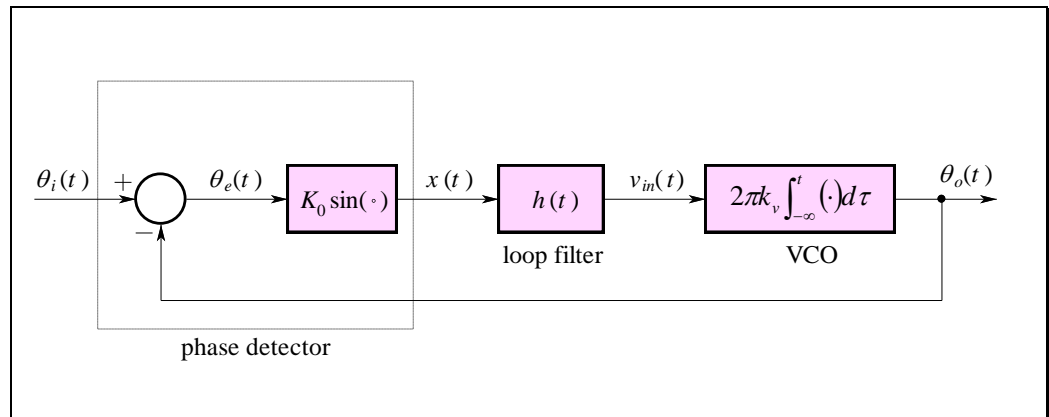 θᵢ(t)
+
−
θₑ(t)
K₀ sin(∘)
x(t)
h(t)
loop filter
vᵢₙ(t)
2πkᵥ∫₋∞ᵗ(·)dτ
VCO
θₒ(t)
phase detector